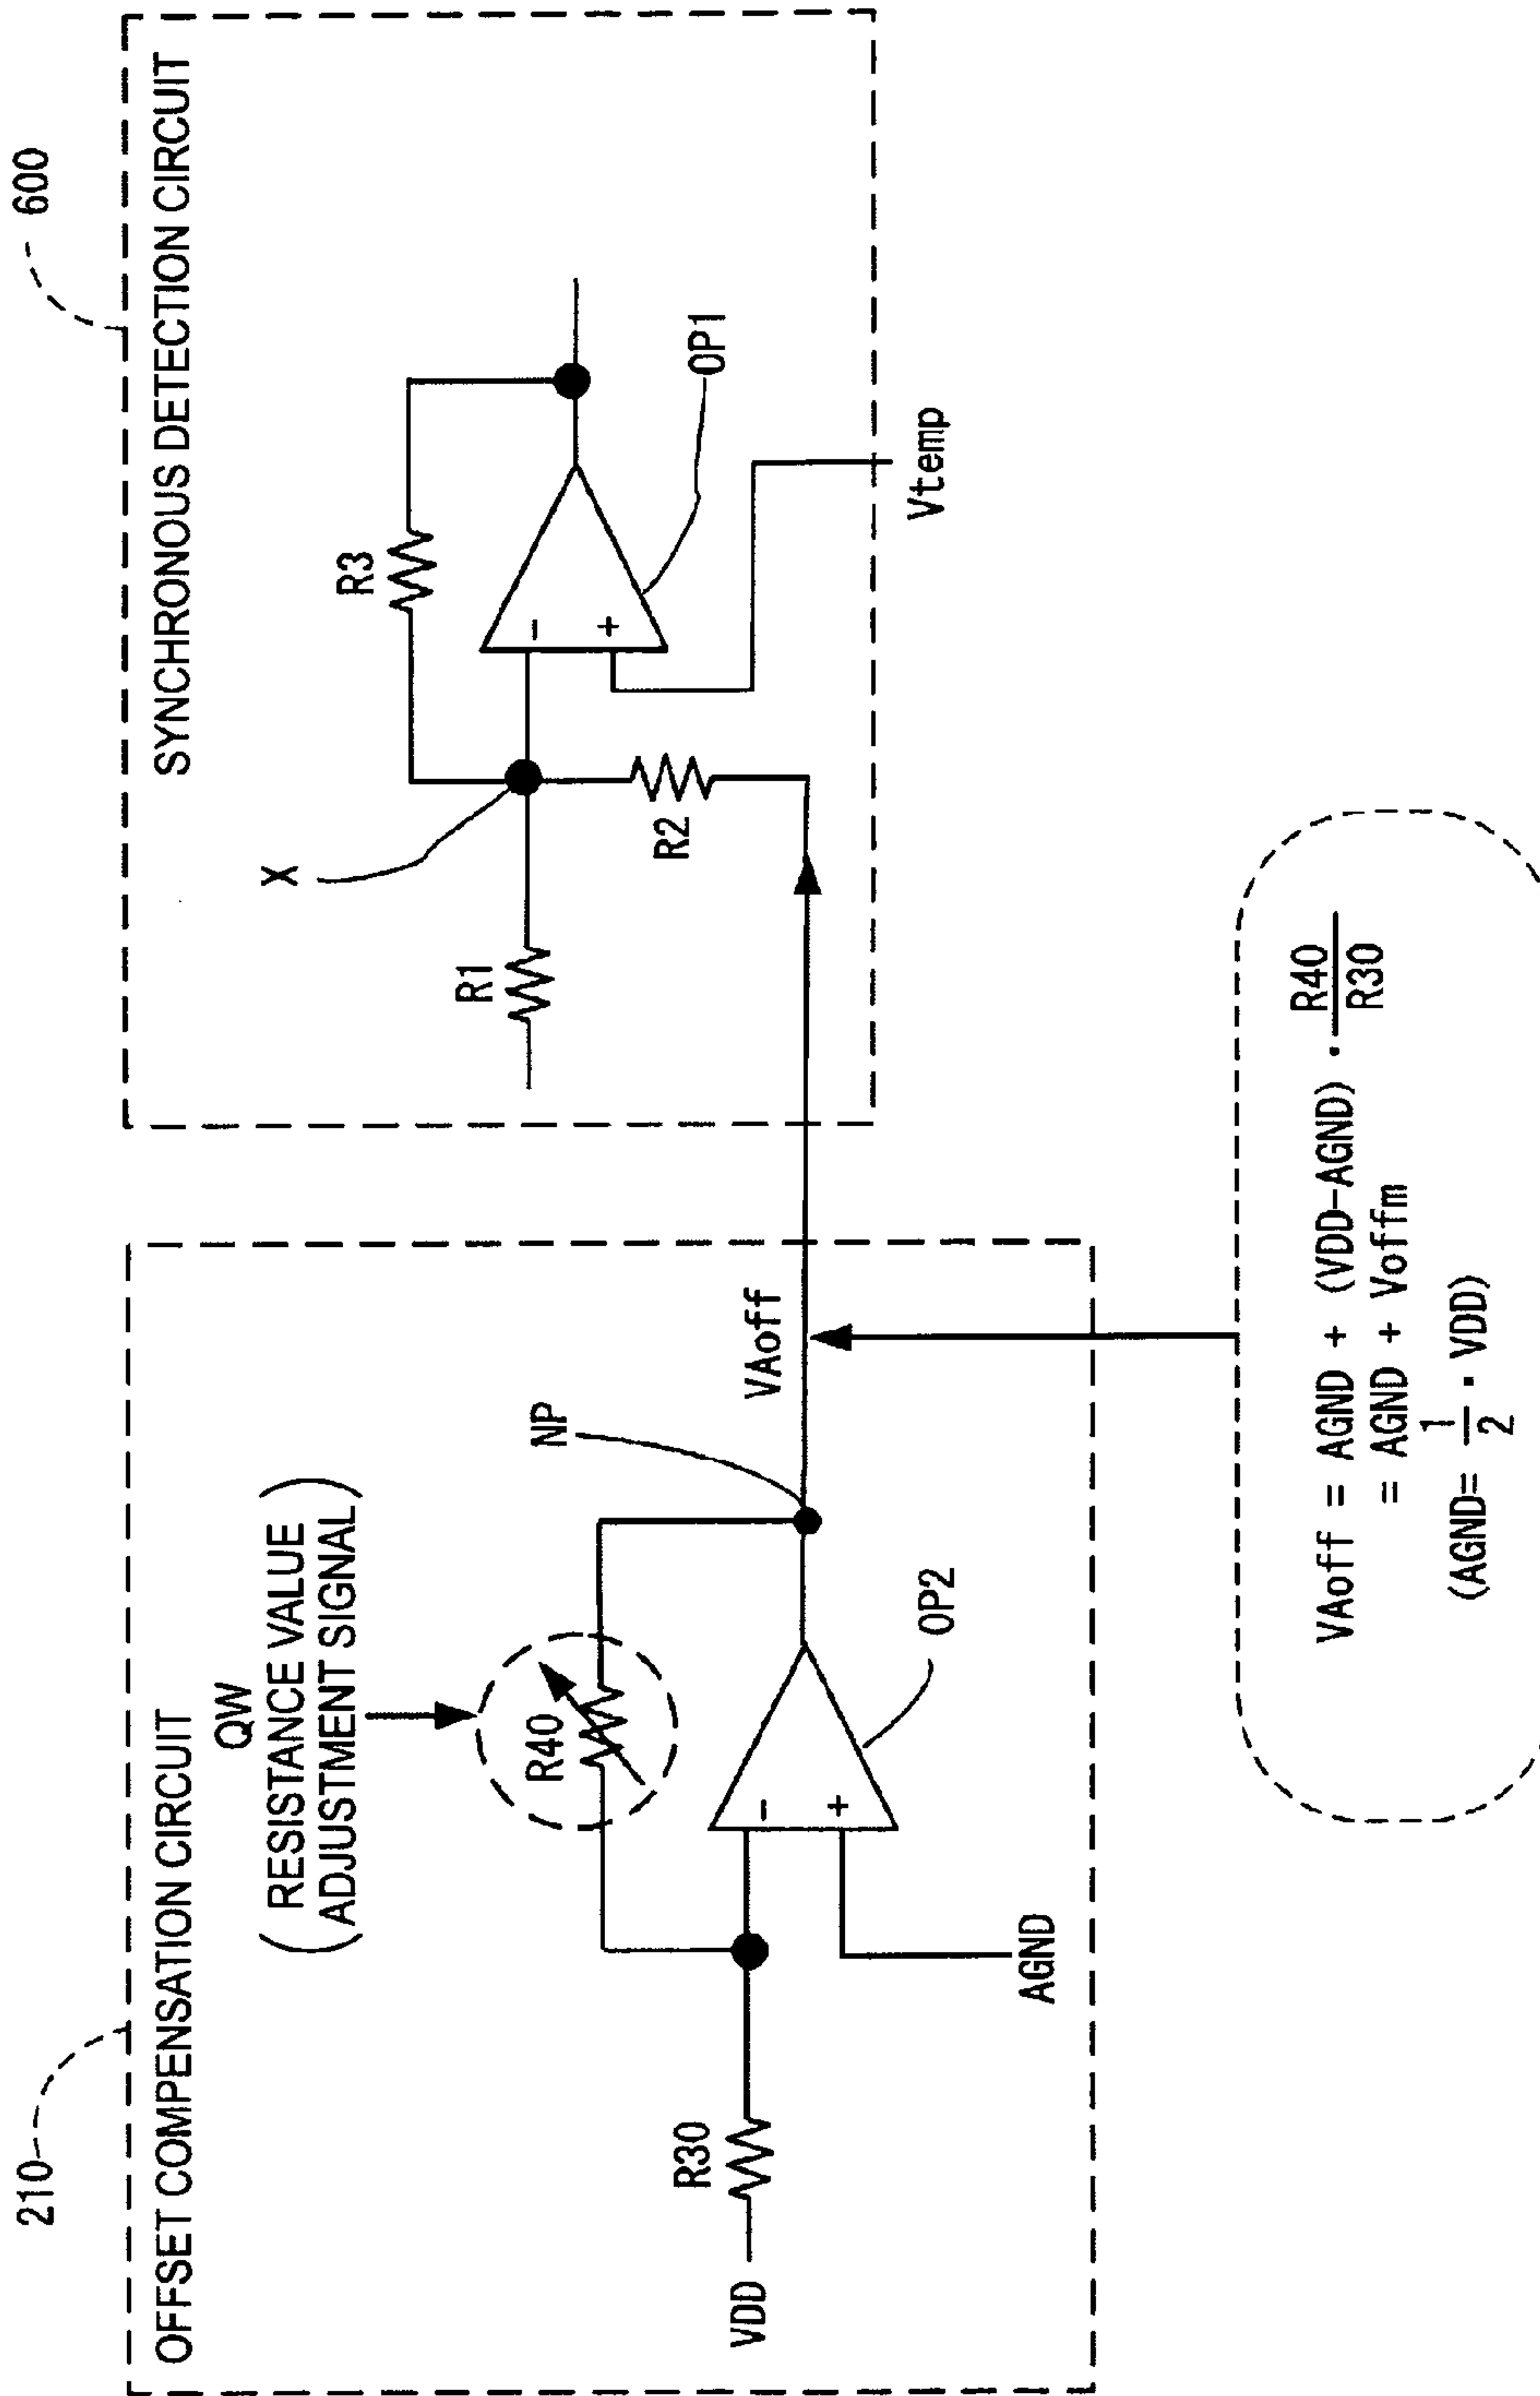 210
OFFSET COMPENSATION CIRCUIT
QW
( RESISTANCE VALUE )
( ADJUSTMENT SIGNAL )
R40
NP
VAoff
R30
VDD
-
+
OP2
AGND
600
SYNCHRONOUS DETECTION CIRCUIT
X
R3
R1
R2
-
+
OP1
Vtemp
VAoff = AGND + (VDD-AGND) · R40/R30
= AGND + Voffm
(AGND= 1/2 · VDD)